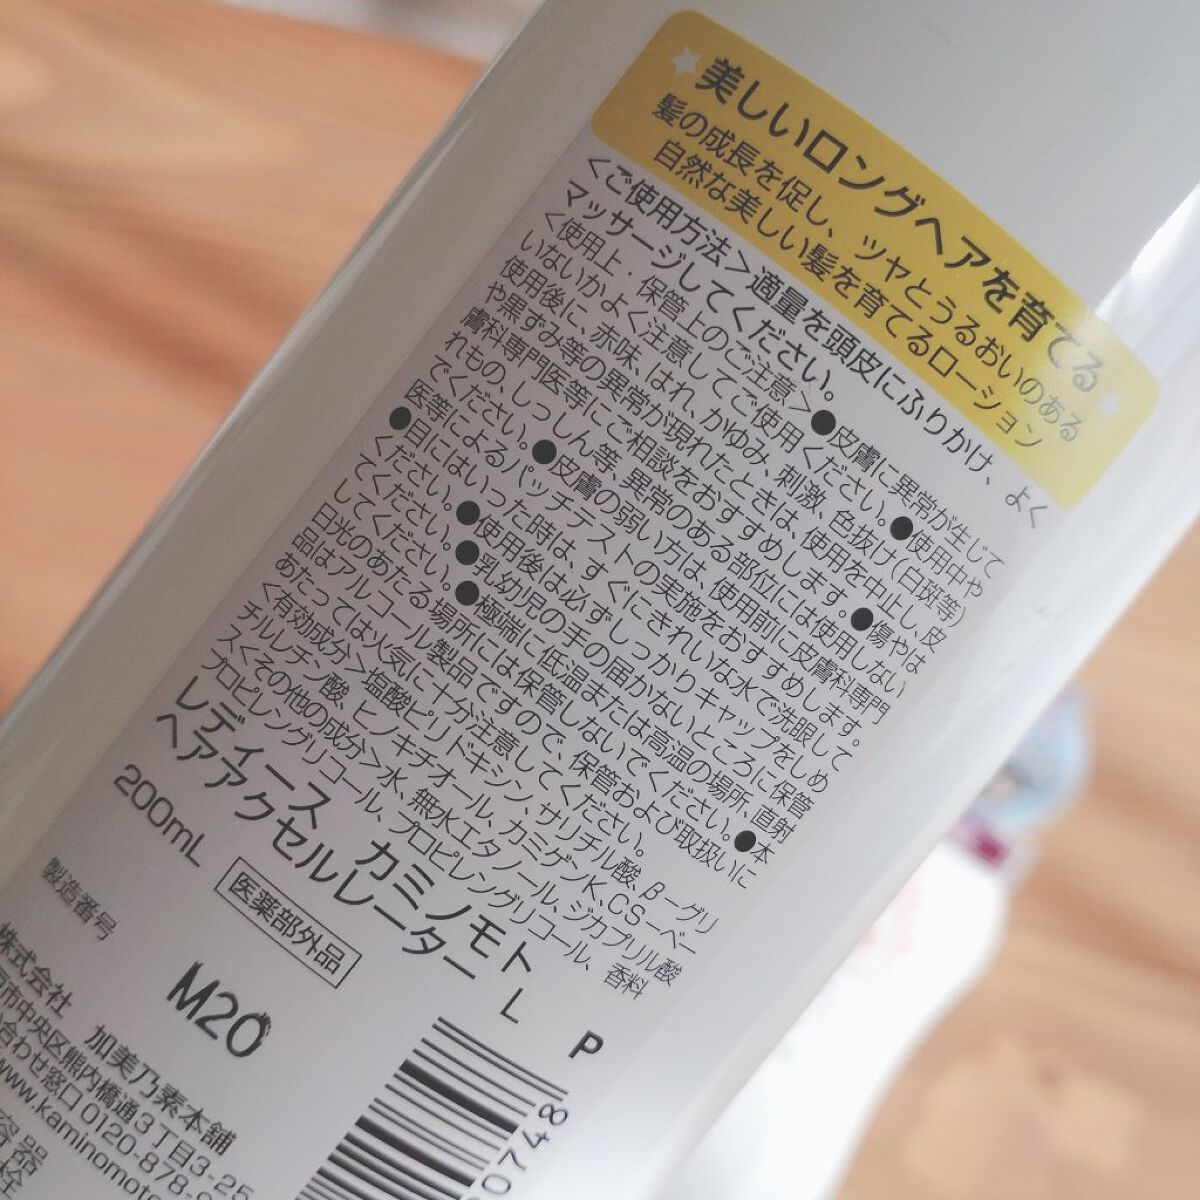 美しいロングヘアを育てる
髪の成長を促し、ツヤとうるおいのある
自然な美しい髪を育てるローション
<ご使用方法>適量を頭皮にふりかけ、よく
マッサージしてください。
<使用上・保管上のご注意>●皮膚に異常が生じて
いないかよく注意してご使用ください。●使用中や
使用後に、赤味、はれ、かゆみ、刺激、色抜け(白斑等)
や黒ずみ等の異常が現れたときは、使用を中止し、皮
膚科専門医等にご相談をおすすめします。●傷やは
れもの、しっしん等 異常のある部位には使用しない
でください。●皮膚の弱い方は、使用前に皮膚科専門
医等によるパッチテストの実施をおすすめします。
●目にはいった時は、すぐにきれいな水で洗眼して
ください。●使用後は必ずしっかりキャップをしめ
てください。●乳幼児の手の届かないところに保管
してください。●極端に低温または高温の場所、直射
日光のあたる場所には保管しないでください。●本
品はアルコール製品ですので、保管および取扱いに
あたっては火気に十分注意してください。
<有効成分>塩酸ピリドキシン、サリチル酸、β-グリ
チルレチン酸、ヒノキチオール、カミゲンK、CS-ベー
ス<その他の成分>水、無水エタノール、ジカプリル酸
プロピレングリコール、プロピレングリコール、香料
レディース カミノモト
ヘアアクセルレーター L P
200mL 医薬部外品
製造番号 M20
株式会社 加美乃素本舗
市中央区熊内橋通3丁目3-25
合わせ窓口0120-878-
www.kaminomoto
容器
栓
8
074